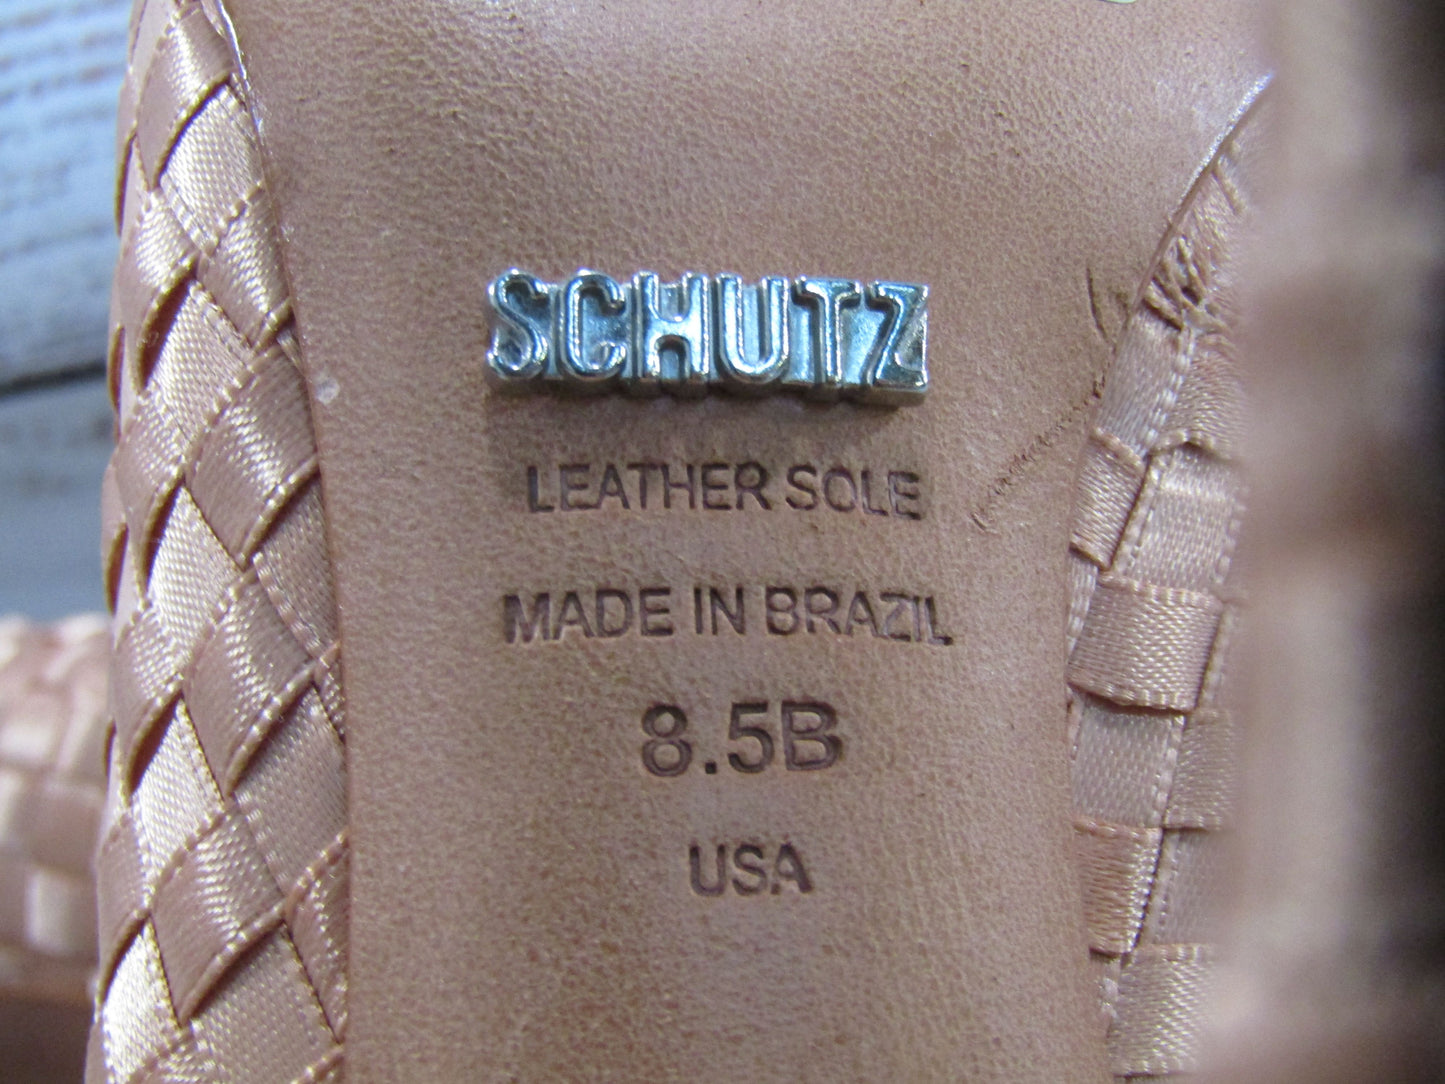 SCHUTZ
LEATHER SOLE
MADE IN BRAZIL
8.5B
USA